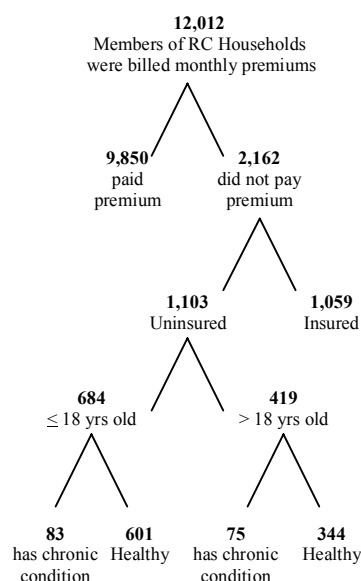 12,012
Members of RC Households
were billed monthly premiums
9,850
paid
premium
2,162
did not pay
premium
1,103
Uninsured
1,059
Insured
684
≤ 18 yrs old
419
> 18 yrs old
83
has chronic
condition
601
Healthy
75
has chronic
condition
344
Healthy